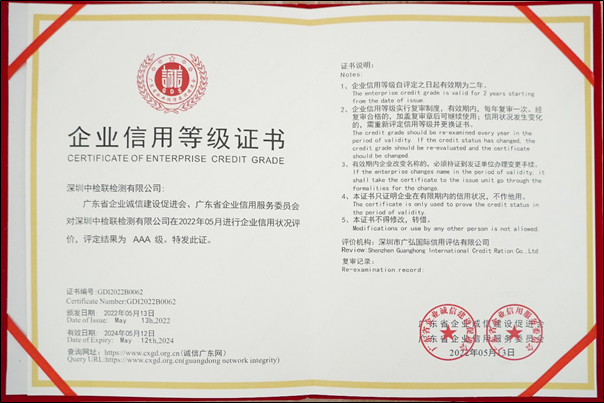 诚信
GDS
企业信用等级证书
CERTIFICATE OF ENTERPRISE CREDIT GRADE
深圳中检联检测有限公司:
广东省企业诚信建设促进会、广东省企业信用服务委员会
对深圳中检联检测有限公司在2022年05月进行企业信用状况评
价，评定结果为 AAA 级。特发此证。
证书编号:GDI2022B0062
Certificate Number:GDI2022B0062
颁发日期: 2022年05月13日
Date of Issue: May 13h,2022
有效日期: 2024年05月12日
Date of Expiry: May 12th,2024
查询网址: https://www.cxgd.org.cn(诚信广东网)
Query URL:https://www.cxgd.org.cn(guangdong network integrity)
证书说明:
Notes:
1、企业信用等级自评定之日起有效期为二年。
The enterprise credit grade is valid for 2 years starting
from the date of issue
2、企业信用等级实行复审制度，有效期内，每年复审一次。经
复审合格的，加盖复审章后可继续使用；信用状况发生变化
的，需重新评定信用等级并更换证书。
The credit grade should be re-examined every year in the
period of validity. If the credit status has changed, the
credit grade should be re-evaluated and the certificate
should be changed.
3、有效期内企业改变名称的，必须持证到发证单位办理变更手续。
If the enterprise changes name in the period of validity, it
shall take the certificate to the issue unit go through the
formalities for the change.
4、本证书只证明企业在有限期内的信用状况，不作他用。
The certificate is only used to prove the credit status in
the period of validity.
5、本证书不得修改，转借。
Modifications or use by any other person is not allowed.
评价机构: 深圳市广弘国际信用评估有限公司
Review:Shenzhen Guanghong International Credit Ration Co.,Ltd.
复审记录:
Re-examination record:
广东省企业诚信建设促进会
广东省企业信用服务委员会
2022年05月13日